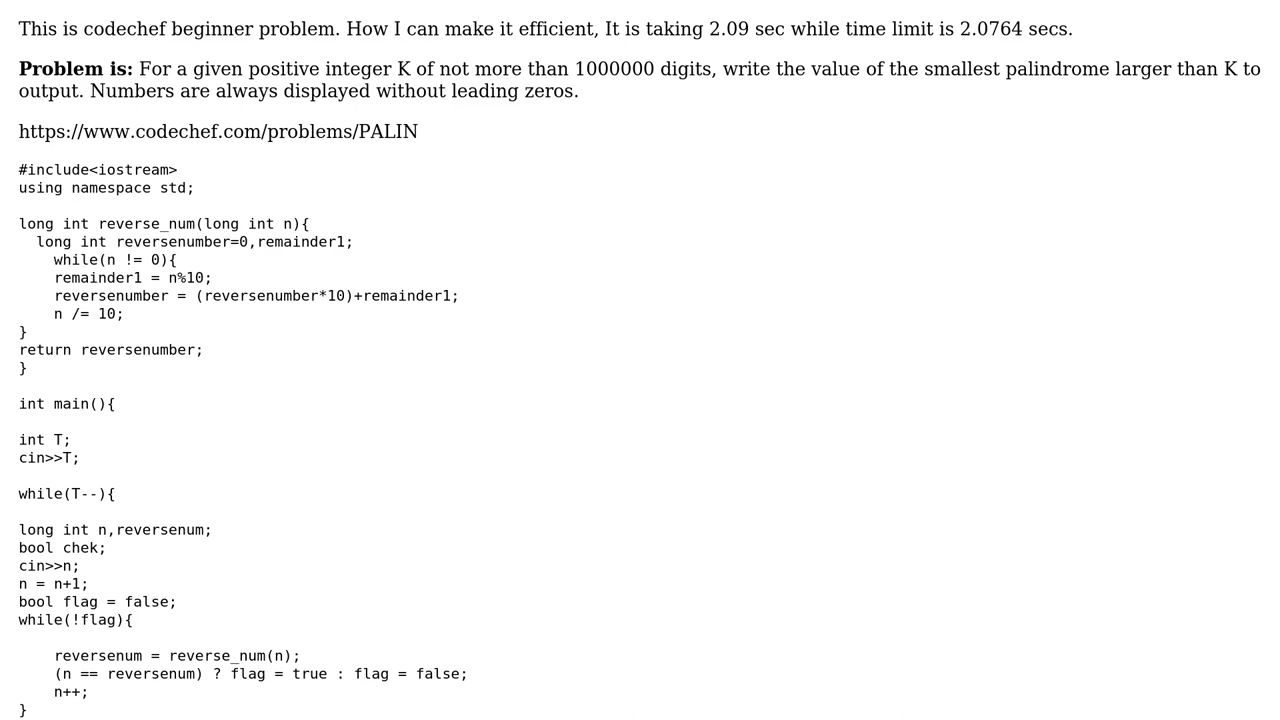 This is codechef beginner problem. How I can make it efficient, It is taking 2.09 sec while time limit is 2.0764 secs.
Problem is: For a given positive integer K of not more than 1000000 digits, write the value of the smallest palindrome larger than K to
output. Numbers are always displayed without leading zeros.
https://www.codechef.com/problems/PALIN
#include<iostream>
using namespace std;
long int reverse_num(long int n){
  long int reversenumber=0,remainder1;
    while(n != 0){
    remainder1 = n%10;
    reversenumber = (reversenumber*10)+remainder1;
    n /= 10;
}
return reversenumber;
}
int main(){
int T;
cin>>T;
while(T--){
long int n,reversenum;
bool chek;
cin>>n;
n = n+1;
bool flag = false;
while(!flag){
    reversenum = reverse_num(n);
    (n == reversenum) ? flag = true : flag = false;
    n++;
}